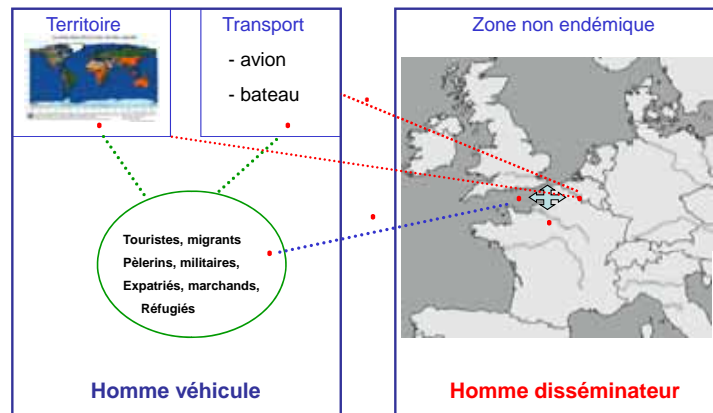 Territoire
Transport
- avion
- bateau
Touristes, migrants
Pèlerins, militaires,
Expatriés, marchands,
Réfugiés
Homme véhicule
Zone non endémique
Homme disséminateur